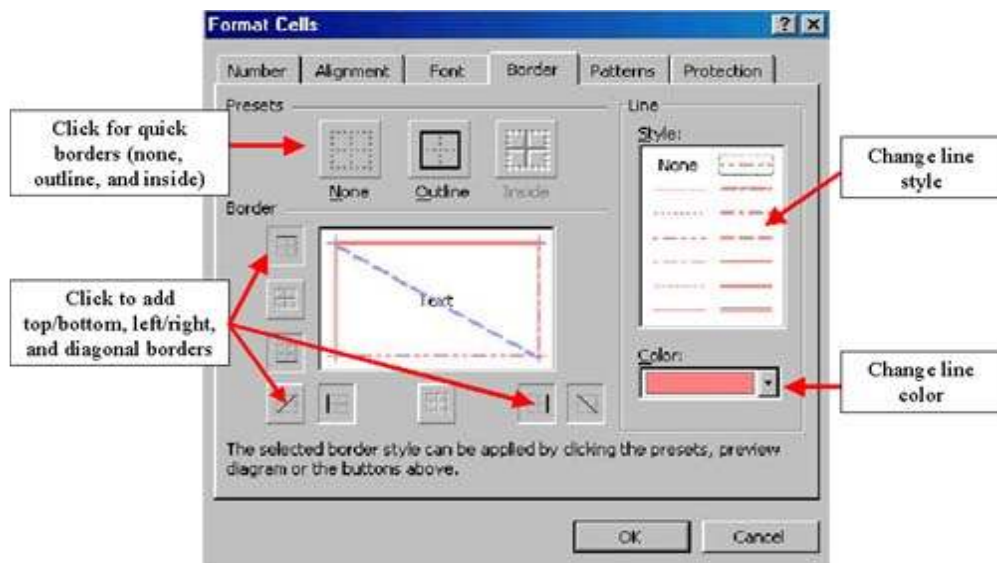 Format Cells
Number Alignment Font Border Patterns Protection
Presets
Line
Click for quick
borders (none,
outline, and inside)
None Outline Inside
Style:
None
Change line
style
Border
Text
Click to add
top/bottom, left/right,
and diagonal borders
Color:
Change line
color
The selected border style can be applied by clicking the presets, preview
diagram or the buttons above.
OK Cancel